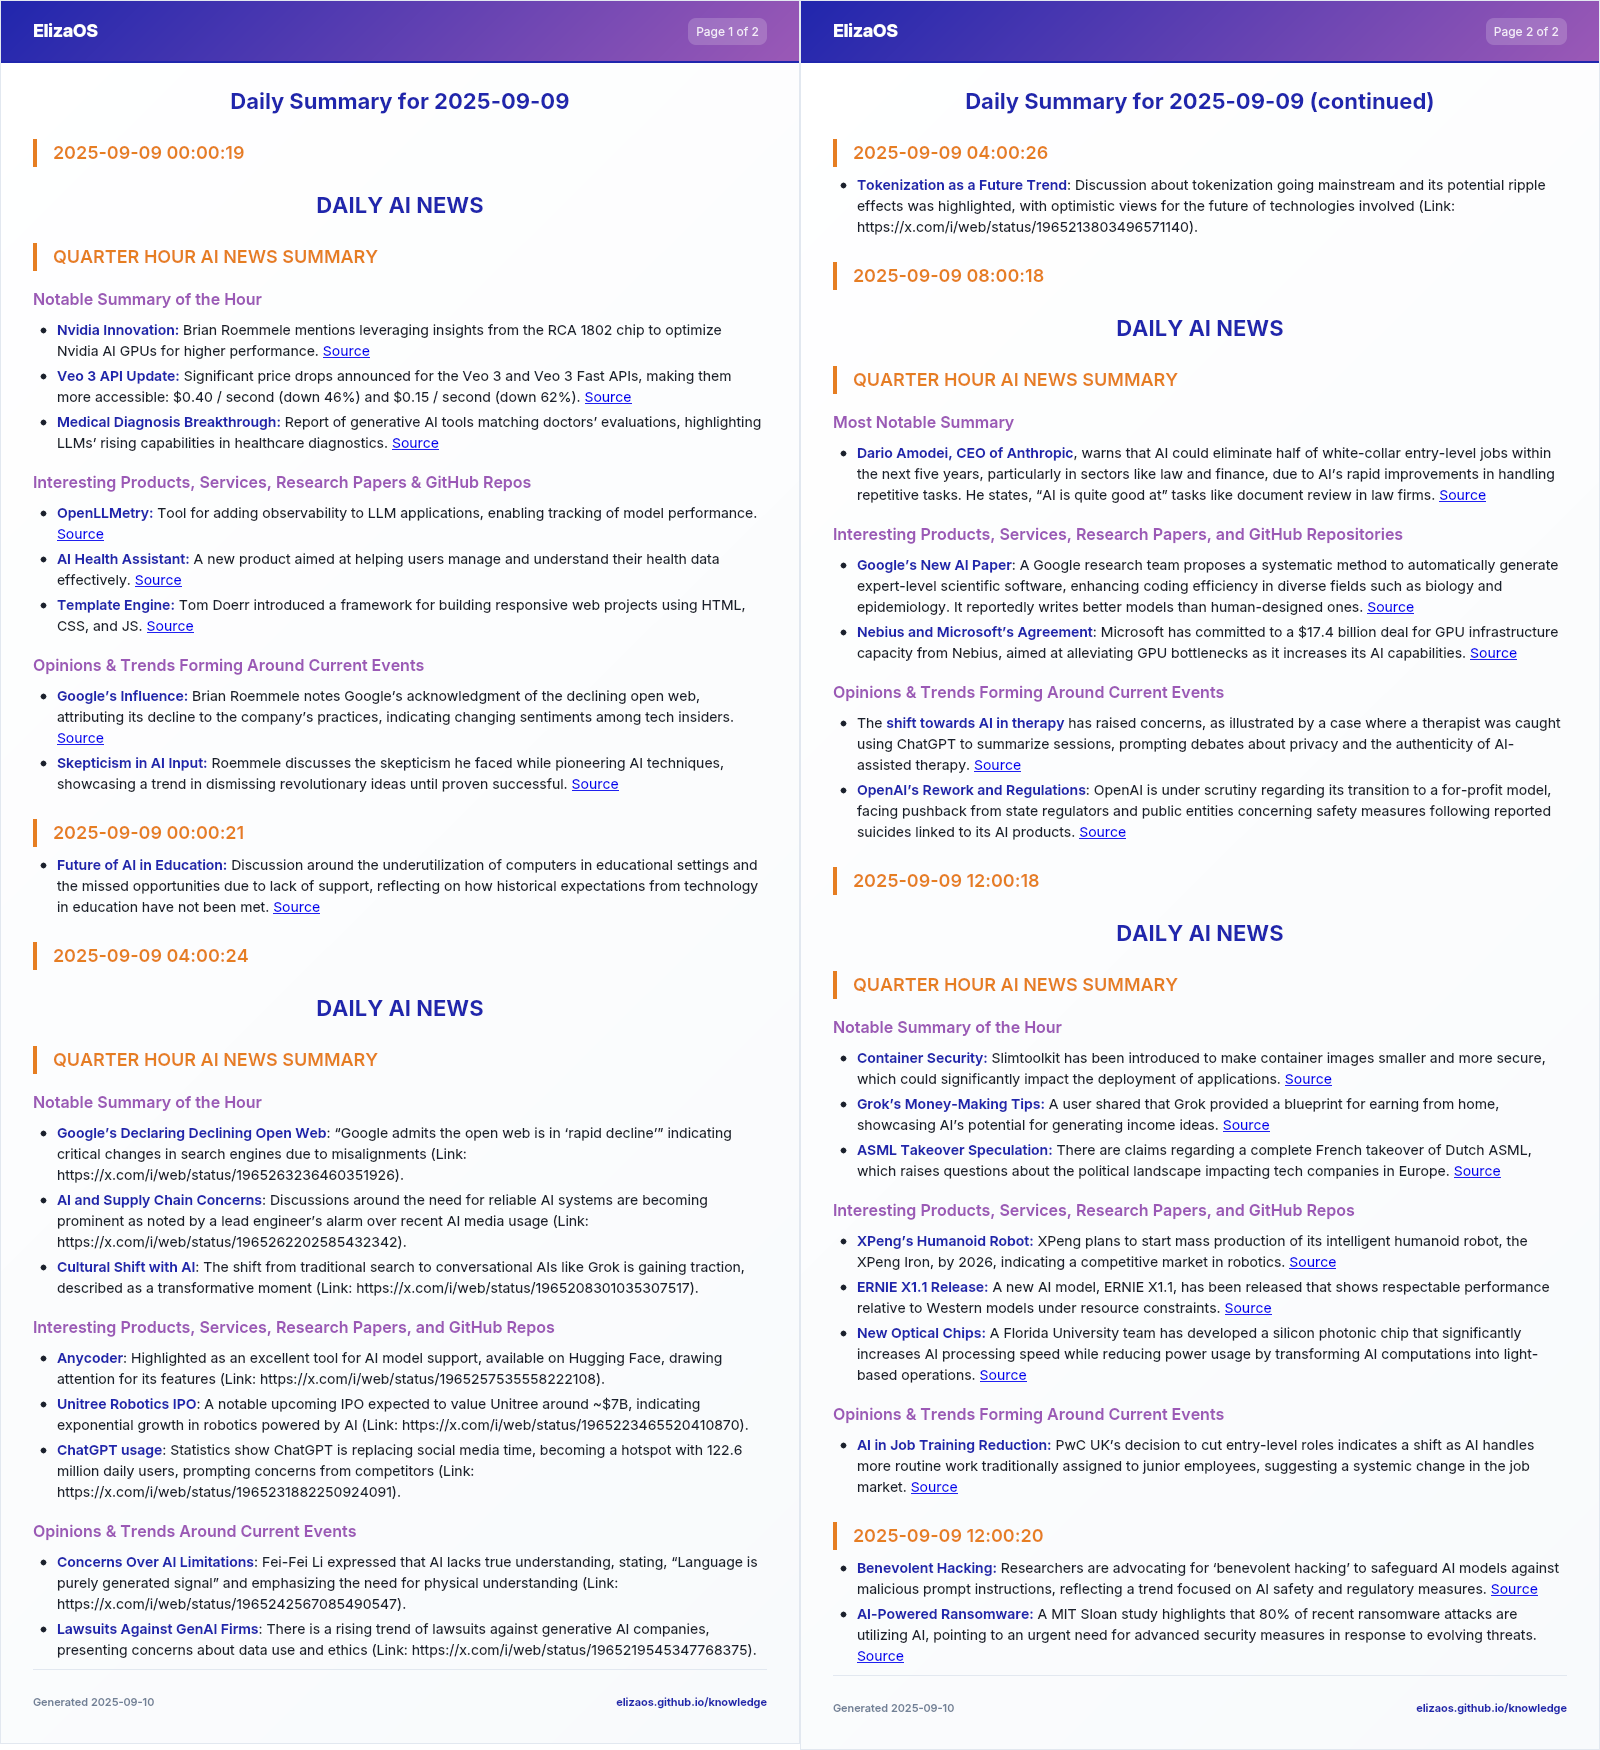 ElizaOS
Page 1 of 2
Daily Summary for 2025-09-09
2025-09-09 00:00:19
DAILY AI NEWS
QUARTER HOUR AI NEWS SUMMARY
Notable Summary of the Hour
• Nvidia Innovation: Brian Roemmele mentions leveraging insights from the RCA 1802 chip to optimize
Nvidia AI GPUs for higher performance. Source
• Veo 3 API Update: Significant price drops announced for the Veo 3 and Veo 3 Fast APIs, making them
more accessible: $0.40 / second (down 46%) and $0.15 / second (down 62%). Source
• Medical Diagnosis Breakthrough: Report of generative AI tools matching doctors’ evaluations, highlighting
LLMs’ rising capabilities in healthcare diagnostics. Source
Interesting Products, Services, Research Papers & GitHub Repos
• OpenLLMetry: Tool for adding observability to LLM applications, enabling tracking of model performance.
Source
• AI Health Assistant: A new product aimed at helping users manage and understand their health data
effectively. Source
• Template Engine: Tom Doerr introduced a framework for building responsive web projects using HTML,
CSS, and JS. Source
Opinions & Trends Forming Around Current Events
• Google’s Influence: Brian Roemmele notes Google’s acknowledgment of the declining open web,
attributing its decline to the company’s practices, indicating changing sentiments among tech insiders.
Source
• Skepticism in AI Input: Roemmele discusses the skepticism he faced while pioneering AI techniques,
showcasing a trend in dismissing revolutionary ideas until proven successful. Source
2025-09-09 00:00:21
• Future of AI in Education: Discussion around the underutilization of computers in educational settings and
the missed opportunities due to lack of support, reflecting on how historical expectations from technology
in education have not been met. Source
2025-09-09 04:00:24
DAILY AI NEWS
QUARTER HOUR AI NEWS SUMMARY
Notable Summary of the Hour
• Google’s Declaring Declining Open Web: “Google admits the open web is in ‘rapid decline’” indicating
critical changes in search engines due to misalignments (Link:
https://x.com/i/web/status/1965263236460351926).
• AI and Supply Chain Concerns: Discussions around the need for reliable AI systems are becoming
prominent as noted by a lead engineer’s alarm over recent AI media usage (Link:
https://x.com/i/web/status/1965262202585432342).
• Cultural Shift with AI: The shift from traditional search to conversational AIs like Grok is gaining traction,
described as a transformative moment (Link: https://x.com/i/web/status/1965208301035307517).
Interesting Products, Services, Research Papers, and GitHub Repos
• Anycoder: Highlighted as an excellent tool for AI model support, available on Hugging Face, drawing
attention for its features (Link: https://x.com/i/web/status/1965257535558222108).
• Unitree Robotics IPO: A notable upcoming IPO expected to value Unitree around ~$7B, indicating
exponential growth in robotics powered by AI (Link: https://x.com/i/web/status/1965223465520410870).
• ChatGPT usage: Statistics show ChatGPT is replacing social media time, becoming a hotspot with 122.6
million daily users, prompting concerns from competitors (Link:
https://x.com/i/web/status/1965231882250924091).
Opinions & Trends Around Current Events
• Concerns Over AI Limitations: Fei-Fei Li expressed that AI lacks true understanding, stating, “Language is
purely generated signal” and emphasizing the need for physical understanding (Link:
https://x.com/i/web/status/1965242567085490547).
• Lawsuits Against GenAI Firms: There is a rising trend of lawsuits against generative AI companies,
presenting concerns about data use and ethics (Link: https://x.com/i/web/status/1965219545347768375).
Generated 2025-09-10
elizaos.github.io/knowledge
ElizaOS
Page 2 of 2
Daily Summary for 2025-09-09 (continued)
2025-09-09 04:00:26
• Tokenization as a Future Trend: Discussion about tokenization going mainstream and its potential ripple
effects was highlighted, with optimistic views for the future of technologies involved (Link:
https://x.com/i/web/status/1965213803496571140).
2025-09-09 08:00:18
DAILY AI NEWS
QUARTER HOUR AI NEWS SUMMARY
Most Notable Summary
• Dario Amodei, CEO of Anthropic, warns that AI could eliminate half of white-collar entry-level jobs within
the next five years, particularly in sectors like law and finance, due to AI’s rapid improvements in handling
repetitive tasks. He states, “AI is quite good at” tasks like document review in law firms. Source
Interesting Products, Services, Research Papers, and GitHub Repositories
• Google’s New AI Paper: A Google research team proposes a systematic method to automatically generate
expert-level scientific software, enhancing coding efficiency in diverse fields such as biology and
epidemiology. It reportedly writes better models than human-designed ones. Source
• Nebius and Microsoft’s Agreement: Microsoft has committed to a $17.4 billion deal for GPU infrastructure
capacity from Nebius, aimed at alleviating GPU bottlenecks as it increases its AI capabilities. Source
Opinions & Trends Forming Around Current Events
• The shift towards AI in therapy has raised concerns, as illustrated by a case where a therapist was caught
using ChatGPT to summarize sessions, prompting debates about privacy and the authenticity of AI-
assisted therapy. Source
• OpenAI’s Rework and Regulations: OpenAI is under scrutiny regarding its transition to a for-profit model,
facing pushback from state regulators and public entities concerning safety measures following reported
suicides linked to its AI products. Source
2025-09-09 12:00:18
DAILY AI NEWS
QUARTER HOUR AI NEWS SUMMARY
Notable Summary of the Hour
• Container Security: Slimtoolkit has been introduced to make container images smaller and more secure,
which could significantly impact the deployment of applications. Source
• Grok’s Money-Making Tips: A user shared that Grok provided a blueprint for earning from home,
showcasing AI’s potential for generating income ideas. Source
• ASML Takeover Speculation: There are claims regarding a complete French takeover of Dutch ASML,
which raises questions about the political landscape impacting tech companies in Europe. Source
Interesting Products, Services, Research Papers, and GitHub Repos
• XPeng’s Humanoid Robot: XPeng plans to start mass production of its intelligent humanoid robot, the
XPeng Iron, by 2026, indicating a competitive market in robotics. Source
• ERNIE X1.1 Release: A new AI model, ERNIE X1.1, has been released that shows respectable performance
relative to Western models under resource constraints. Source
• New Optical Chips: A Florida University team has developed a silicon photonic chip that significantly
increases AI processing speed while reducing power usage by transforming AI computations into light-
based operations. Source
Opinions & Trends Forming Around Current Events
• AI in Job Training Reduction: PwC UK’s decision to cut entry-level roles indicates a shift as AI handles
more routine work traditionally assigned to junior employees, suggesting a systemic change in the job
market. Source
2025-09-09 12:00:20
• Benevolent Hacking: Researchers are advocating for ‘benevolent hacking’ to safeguard AI models against
malicious prompt instructions, reflecting a trend focused on AI safety and regulatory measures. Source
• AI-Powered Ransomware: A MIT Sloan study highlights that 80% of recent ransomware attacks are
utilizing AI, pointing to an urgent need for advanced security measures in response to evolving threats.
Source
Generated 2025-09-10
elizaos.github.io/knowledge